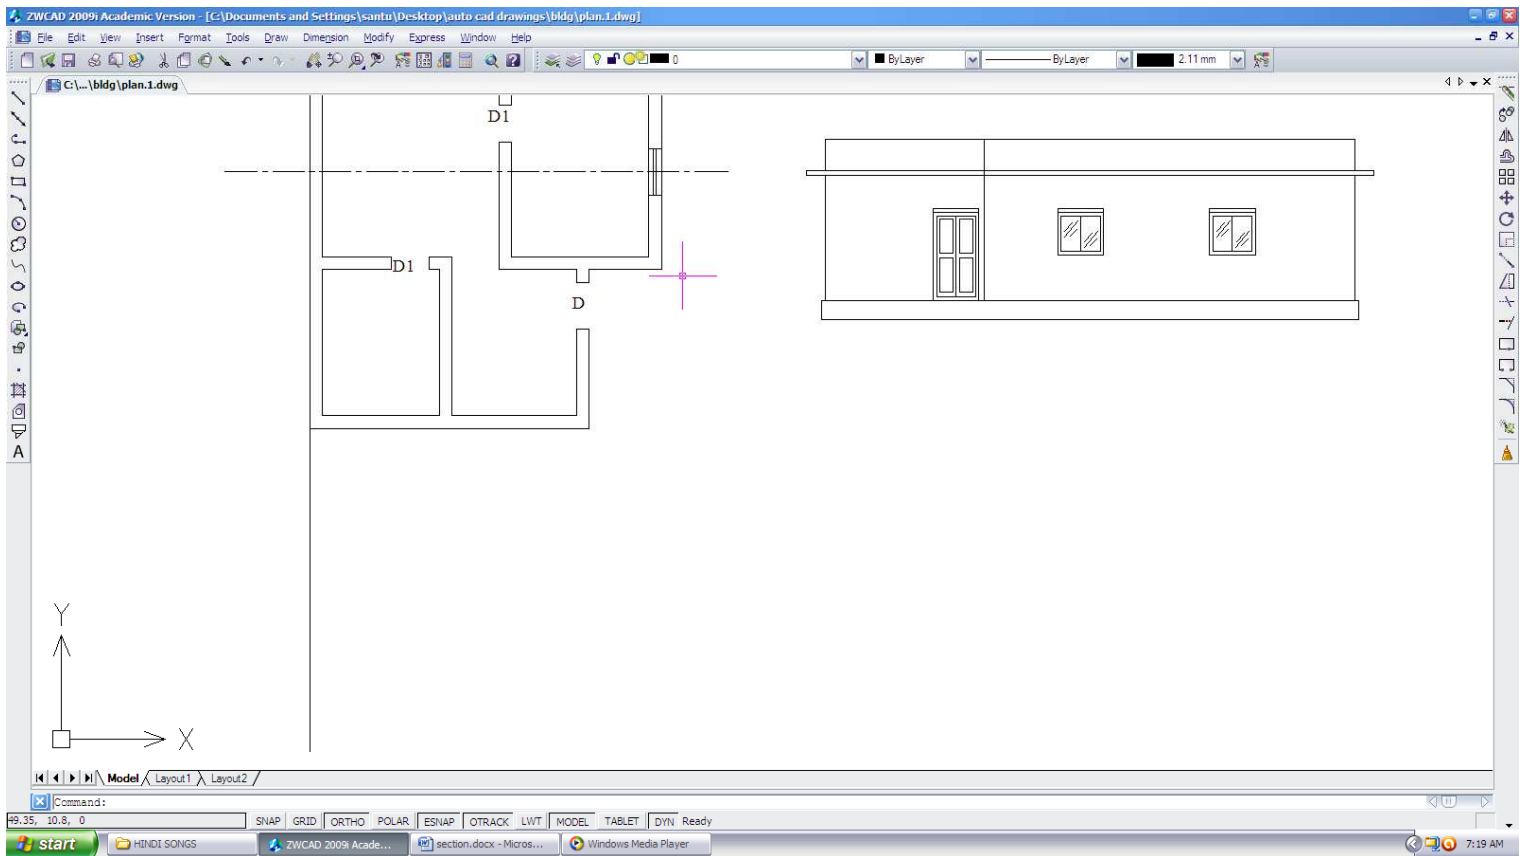 ZWCAD 2009i Academic Version - [C:\Documents and Settings\santu\Desktop\auto cad drawings\bldg\plan.1.dwg]
File Edit View Insert Format Tools Draw Dimension Modify Express Window Help
0 ByLayer ByLayer 2.11 mm
C:\...\bldg\plan.1.dwg
D1
D1
D
Y
X
A
Model Layout1 Layout2
Command:
49.35, 10.8, 0 SNAP GRID ORTHO POLAR ESNAP OTRACK LWT MODEL TABLET DYN Ready
start HINDI SONGS ZWCAD 2009i Acade... section.docx - Micros... Windows Media Player 7:19 AM